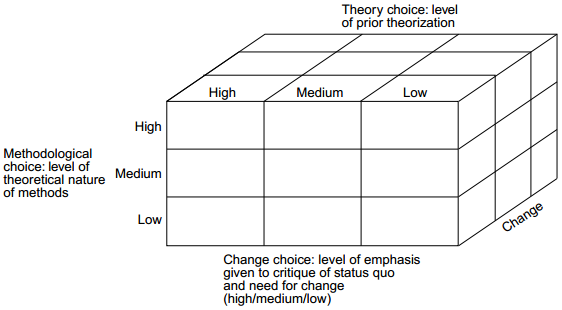 Theory choice: level
of prior theorization
High Medium Low
High
Methodological
choice: level of
theoretical nature
of methods
Medium
Low
Change
Change choice: level of emphasis
given to critique of status quo
and need for change
(high/medium/low)